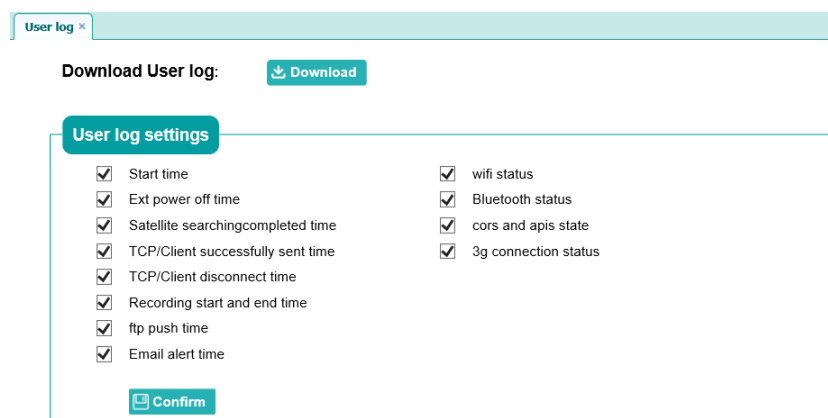 User log ×
Download User log:
Download
User log settings
Start time
Ext power off time
Satellite searchingcompleted time
TCP/Client successfully sent time
TCP/Client disconnect time
Recording start and end time
ftp push time
Email alert time
wifi status
Bluetooth status
cors and apis state
3g connection status
Confirm